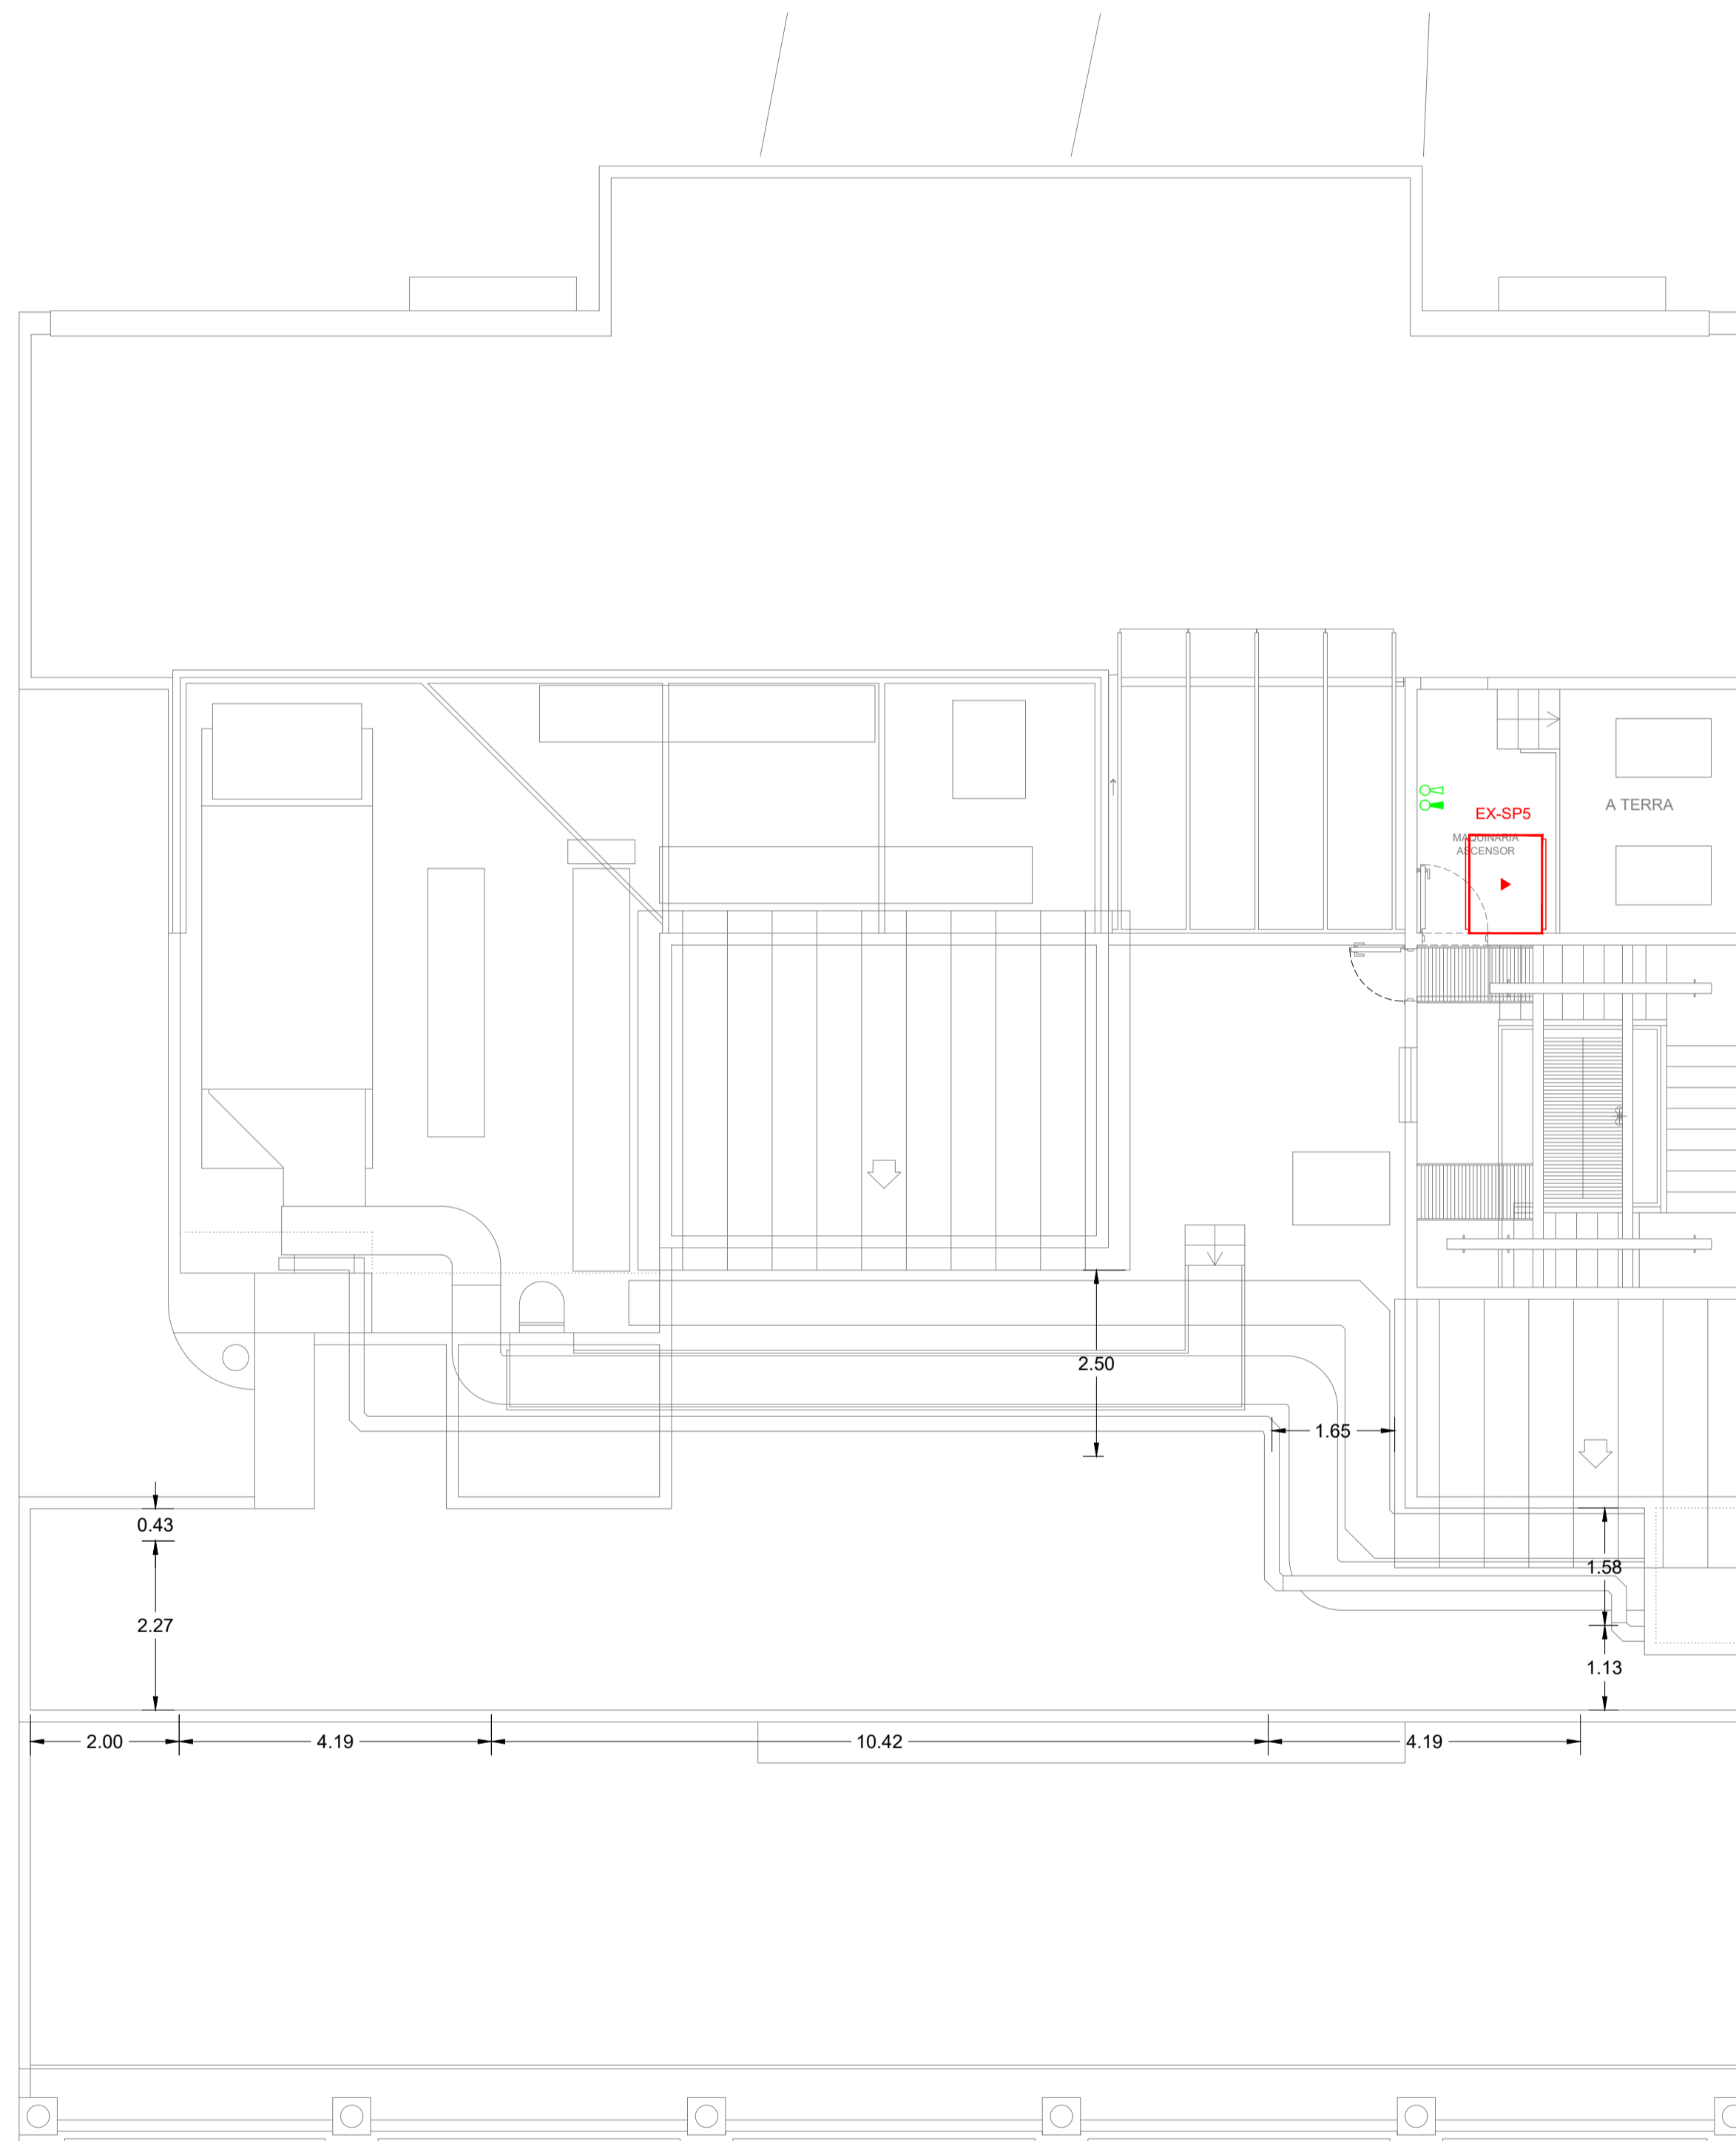 EX-SP5
A TERRA
MAQUINARIA
ASCENSOR
2.50
1.65
0.43
1.58
2.27
1.13
2.00
4.19
10.42
4.19